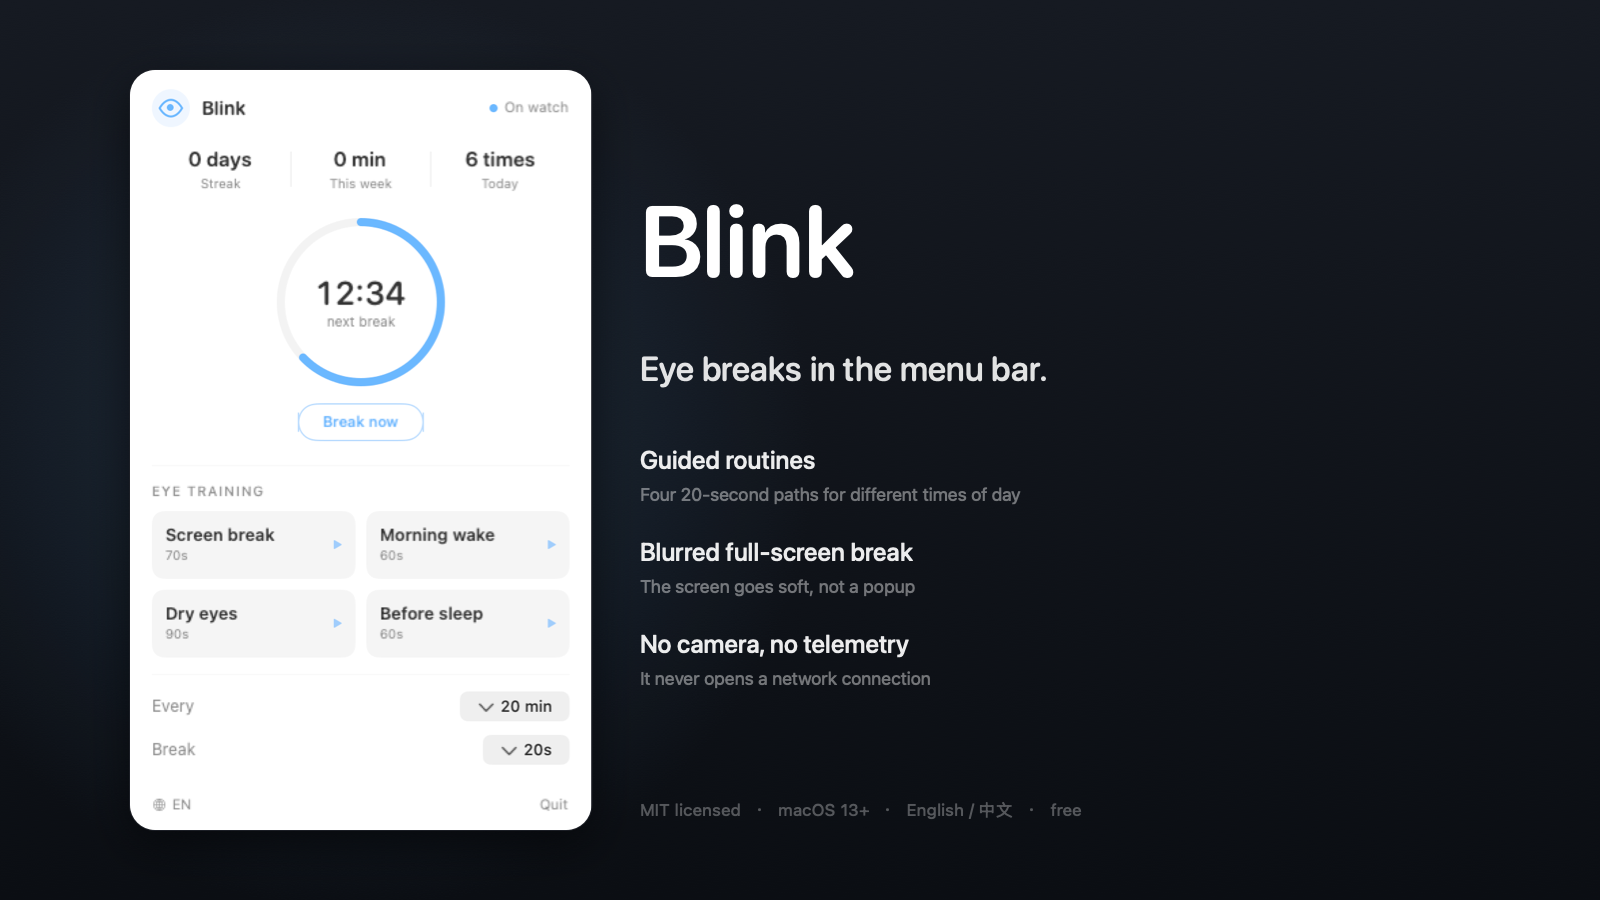 Blink
On watch
0 days
0 min
6 times
Streak
This week
Today
12:34
next break
Break now
EYE TRAINING
Screen break
70s
Morning wake
60s
Dry eyes
90s
Before sleep
60s
Every
20 min
Break
20s
EN
Quit
Blink
Eye breaks in the menu bar.
Guided routines
Four 20-second paths for different times of day
Blurred full-screen break
The screen goes soft, not a popup
No camera, no telemetry
It never opens a network connection
MIT licensed · macOS 13+ · English / 中文 · free